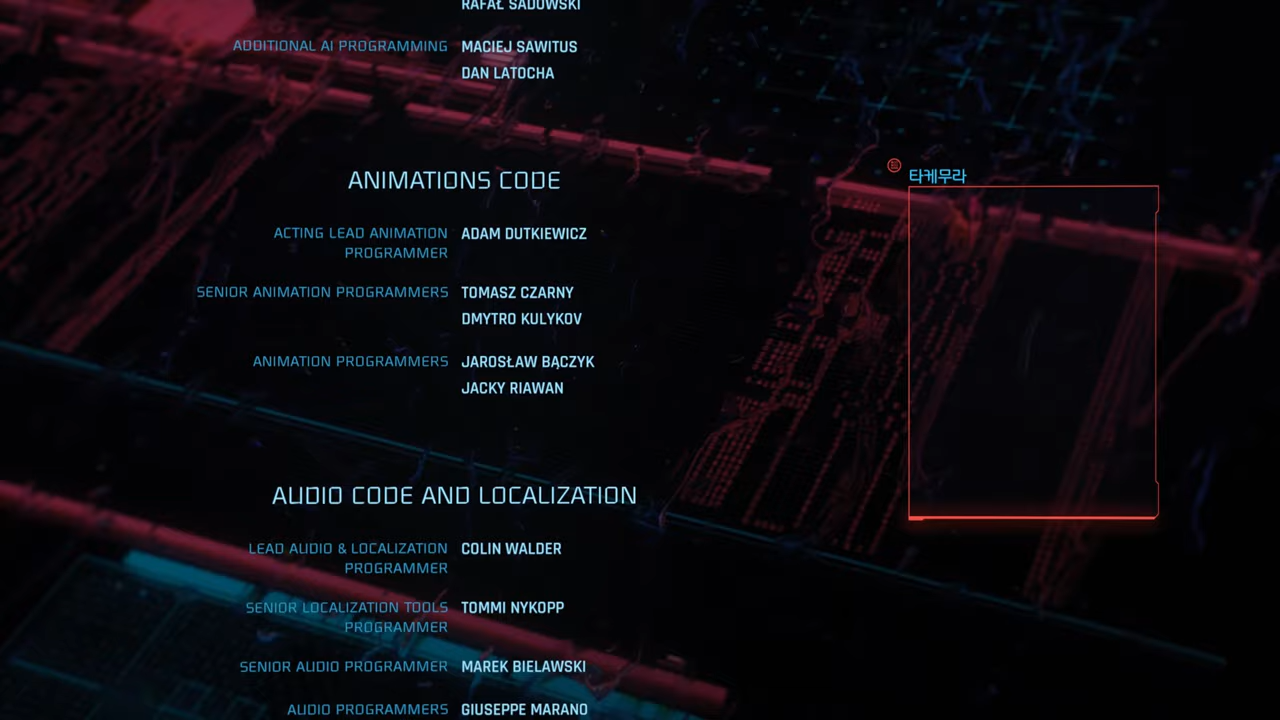 RAFAŁ SADOWSKI
ADDITIONAL AI PROGRAMMING MACIEJ SAWITUS
DAN LATOCHA
ANIMATIONS CODE
ACTING LEAD ANIMATION ADAM DUTKIEWICZ
PROGRAMMER
SENIOR ANIMATION PROGRAMMERS TOMASZ CZARNY
DMYTRO KULYKOV
ANIMATION PROGRAMMERS JAROSŁAW BĄCZYK
JACKY RIAWAN
AUDIO CODE AND LOCALIZATION
LEAD AUDIO & LOCALIZATION COLIN WALDER
PROGRAMMER
SENIOR LOCALIZATION TOOLS TOMMI NYKOPP
PROGRAMMER
SENIOR AUDIO PROGRAMMER MAREK BIELAWSKI
AUDIO PROGRAMMERS GIUSEPPE MARANO
타케무라